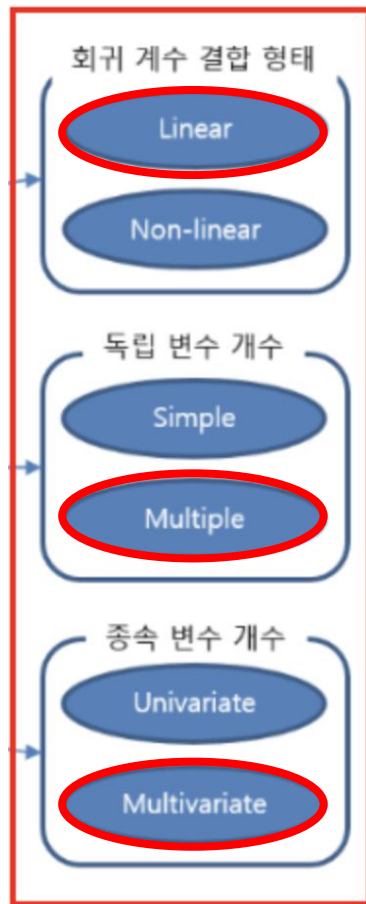 회귀 계수 결합 형태
Linear
Non-linear
독립 변수 개수
Simple
Multiple
종속 변수 개수
Univariate
Multivariate